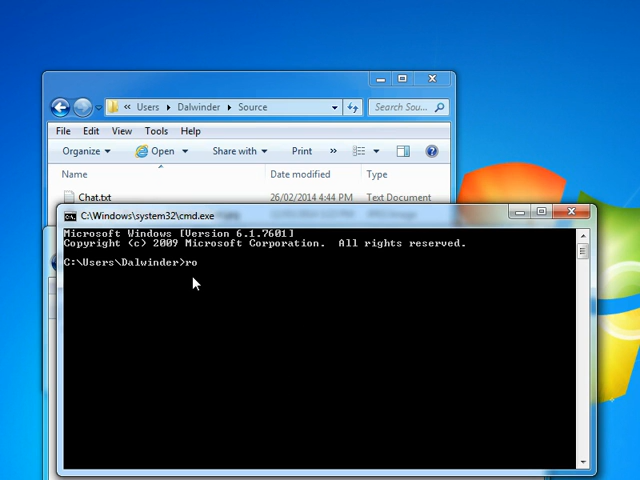 « Users Dalwinder Source Search Sou...
File Edit View Tools Help
Organize Open Share with Print »
Name Date modified Type
Chat.txt 26/02/2014 4:44 PM Text Document
C:\Windows\system32\cmd.exe
Microsoft Windows [Version 6.1.7601]
Copyright (c) 2009 Microsoft Corporation. All rights reserved.
C:\Users\Dalwinder>ro